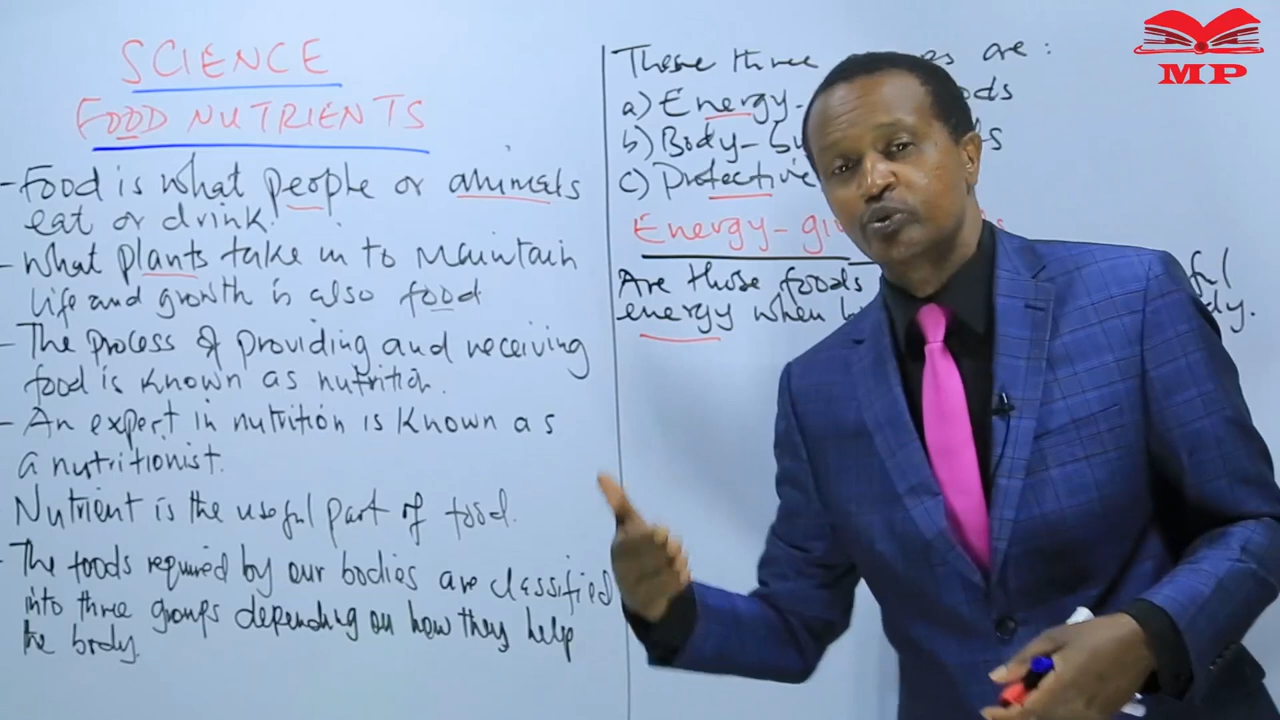 SCIENCE
FOOD NUTRIENTS
- Food is what people or animals
eat or drink.
- What plants take in to maintain
life and growth is also food
- The process of providing and receiving
food is known as nutrition.
- An expert in nutrition is known as
a nutritionist.
Nutrient is the useful part of food.
- The foods required by our bodies are classified
into three groups depending on how they help
the body.
These three are:
a) Energy-
b) Body-
c) Protective
Energy-
Are those foods
energy when body.
MP